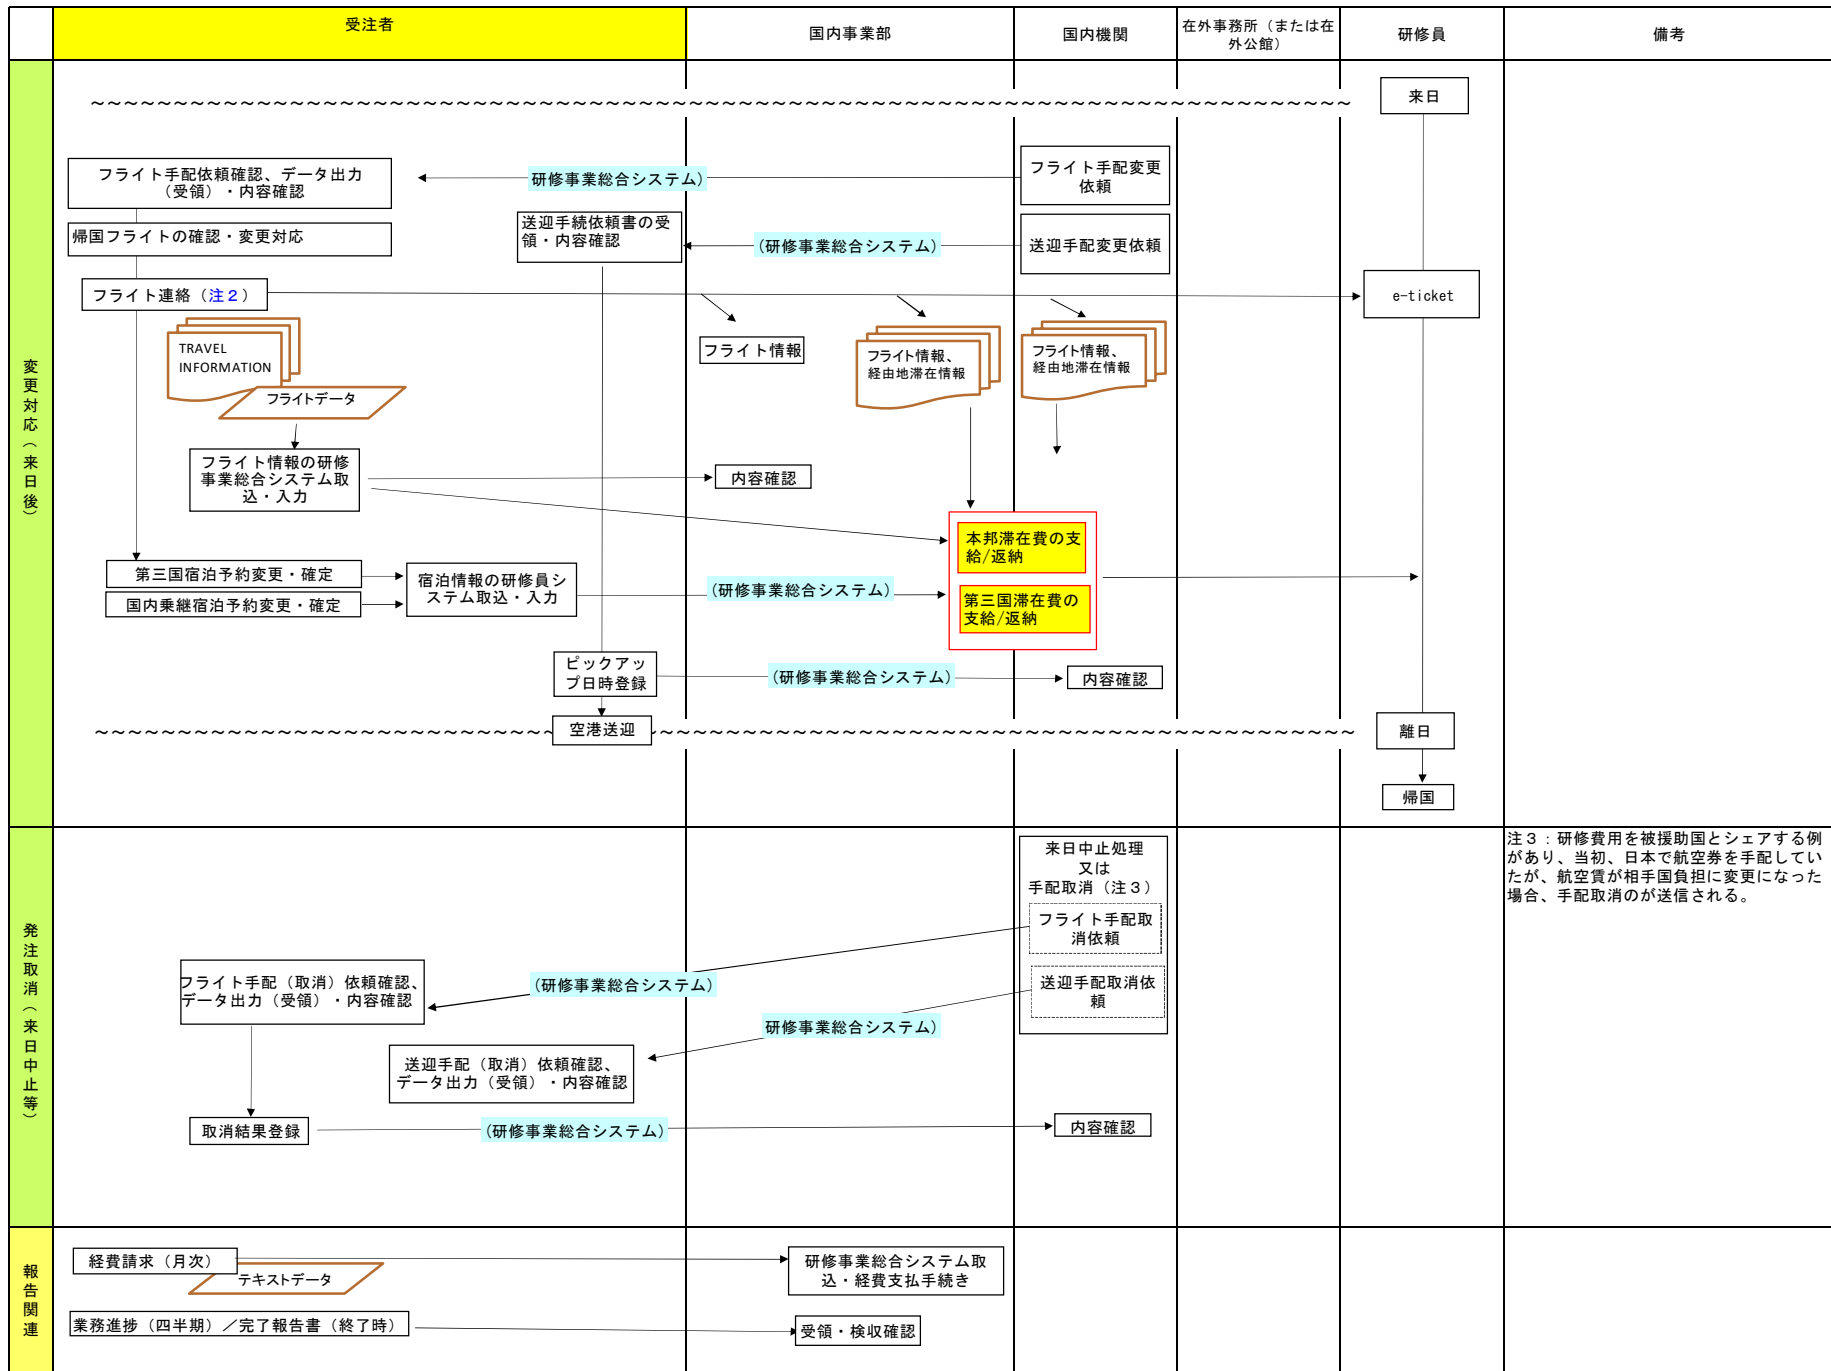 受注者
国内事業部
国内機関
在外事務所（または在
外公館）
研修員
備考
変更対応（来日後）
～～～～～～～～～～～～～～～～～～～～～～～～～～～～～～～～～～～～～～～～～～～～～～～～～～～～～～～～～～～～～～～～～～～～～～～～～～～～
来日
フライト手配依頼確認、データ出力
（受領）・内容確認
研修事業総合システム)
フライト手配変更
依頼
帰国フライトの確認・変更対応
送迎手続依頼書の受
領・内容確認
(研修事業総合システム)
送迎手配変更依頼
フライト連絡（注２）
e-ticket
TRAVEL
INFORMATION
フライトデータ
フライト情報
フライト情報、
経由地滞在情報
フライト情報、
経由地滞在情報
フライト情報の研修
事業総合システム取
込・入力
内容確認
本邦滞在費の支
給/返納
第三国宿泊予約変更・確定
国内乗継宿泊予約変更・確定
宿泊情報の研修員シ
ステム取込・入力
(研修事業総合システム)
第三国滞在費の
支給/返納
ピックアッ
プ日時登録
(研修事業総合システム)
内容確認
～～～～～～～～～～～～～～～～～～～～～～～～～～～～
空港送迎
～～～～～～～～～～～～～～～～～～～～～～～～～～～～～～～～～～～～～～～～～～
離日
帰国
発注取消（来日中止等）
来日中止処理
又は
手配取消（注３）
フライト手配取
消依頼
送迎手配取消依
頼
注３：研修費用を被援助国とシェアする例
があり、当初、日本で航空券を手配してい
たが、航空賃が相手国負担に変更になった
場合、手配取消のが送信される。
フライト手配（取消）依頼確認、
データ出力（受領）・内容確認
(研修事業総合システム)
研修事業総合システム)
送迎手配（取消）依頼確認、
データ出力（受領）・内容確認
取消結果登録
(研修事業総合システム)
内容確認
報告関連
経費請求（月次）
テキストデータ
研修事業総合システム取
込・経費支払手続き
業務進捗（四半期）／完了報告書（終了時）
受領・検収確認